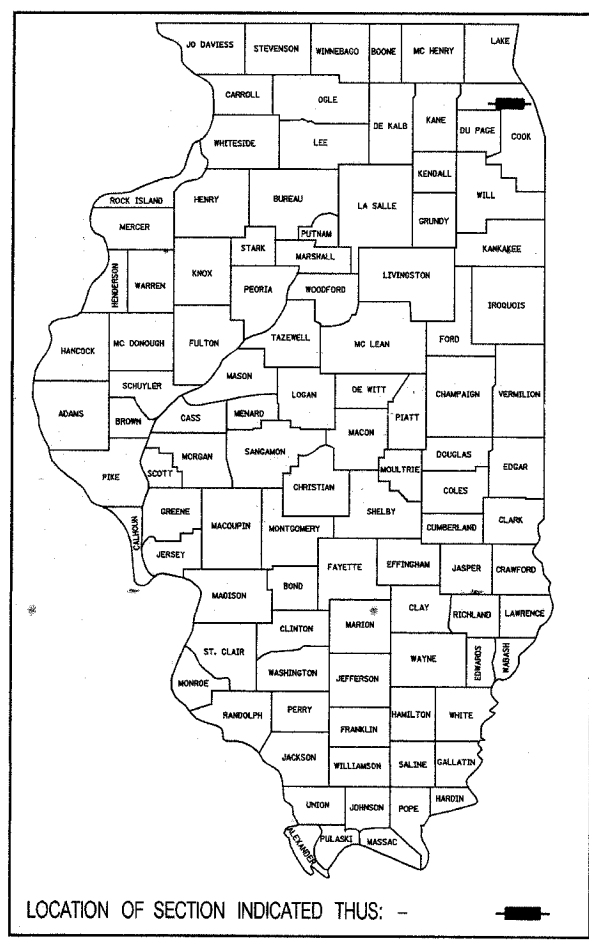 JO DAVIESS STEVENSON WINNEBAGO BOONE MC HENRY LAKE
CARROLL OGLE DE KALB KANE DU PAGE COOK
WHITESIDE LEE
KENDALL
ROCK ISLAND HENRY BUREAU LA SALLE GRUNDY WILL
MERCER PUTNAM
STARK MARSHALL KANKAKEE
HENDERSON WARREN KNOX PEORIA WOODFORD LIVINGSTON IROQUOIS
TAZEWELL MC LEAN FORD
HANCOCK MC DONOUGH FULTON
MASON
SCHUYLER LOGAN DE WITT CHAMPAIGN VERMILION
ADAMS BROWN CASS MENARD PIATT
MACON
MORGAN SANGAMON DOUGLAS EDGAR
PIKE SCOTT CHRISTIAN MOULTRIE COLES
GREENE MACOUPIN MONTGOMERY SHELBY CUMBERLAND CLARK
CALHOUN JERSEY
FAYETTE EFFINGHAM JASPER CRAWFORD
MADISON BOND
CLINTON MARION CLAY RICHLAND LAWRENCE
ST. CLAIR WAYNE EDWARDS WABASH
MONROE WASHINGTON JEFFERSON
RANDOLPH PERRY HAMILTON WHITE
FRANKLIN
JACKSON WILLIAMSON SALINE GALLATIN
UNION JOHNSON POPE HARDIN
ALEXANDER PULASKI MASSAC
LOCATION OF SECTION INDICATED THUS: -